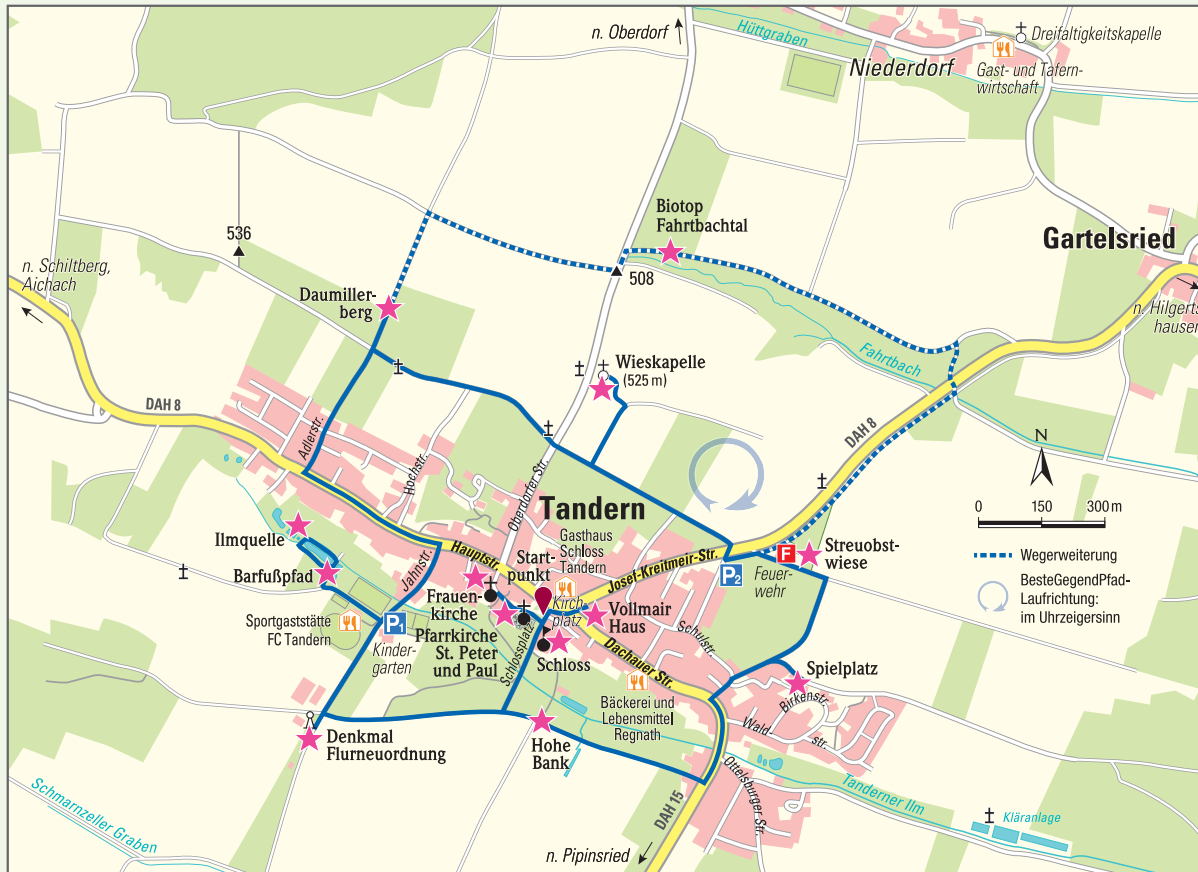 n. Oberdorf
Hüttgraben
Dreifaltigkeitskapelle
Niederdorf
Gast- und Tafern-
wirtschaft
Biotop
Fahrtbachtal
536
n. Schiltberg,
Aichach
508
Gartelsried
n. Hilgerts-
hausen
Daumiller-
berg
Fahrtbach
Wieskapelle
(525 m)
DAH 8
DAH 8
Adlerstr.
Hochstr.
Oberdorfer Str.
N
0 150 300 m
Tandern
Gasthaus
Schloss
Tandern
Ilmquelle
Hauptstr.
Start-
punkt
Josef-Kreitmeir-Str.
F
Streuobst-
wiese
Wegerweiterung
Barfußpfad
Jahnstr.
P2
Feuer-
wehr
BesteGegendPfad-
Laufrichtung:
im Uhrzeigersinn
Frauen-
kirche
Kirch-
platz
Vollmair
Haus
Sportgaststätte
FC Tandern
P1
Kinder-
garten
Pfarrkirche
St. Peter
und Paul
Schlossplatz
Schloss
Schulstr.
Dachauer Str.
Spielplatz
Birkenstr.
Bäckerei und
Lebensmittel
Regnath
Wald-
str.
Denkmal
Flurneuordnung
Hohe
Bank
Ottelsburger Str.
Tanderner Ilm
Schmarnzeller Graben
DAH 15
Kläranlage
n. Pipinsried